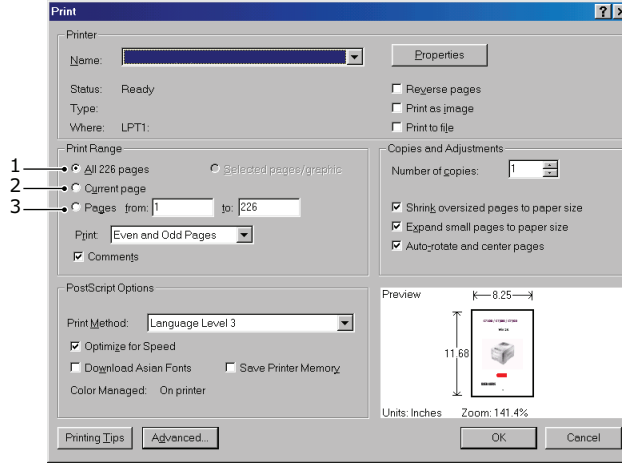 Print
Printer
Name:
Properties
Status: Ready
Reverse pages
Type:
Print as image
Where: LPT1:
Print to file
Print Range
Copies and Adjustments
1
All 226 pages
Selected pages/graphic
Number of copies: 1
2
Current page
3
Pages from: 1 to: 226
Shrink oversized pages to paper size
Print: Even and Odd Pages
Expand small pages to paper size
Comments
Auto-rotate and center pages
PostScript Options
Preview
8.25
Print Method: Language Level 3
Optimize for Speed
11.68
Download Asian Fonts
Save Printer Memory
Color Managed: On printer
Units: Inches Zoom: 141.4%
Printing Tips
Advanced...
OK
Cancel